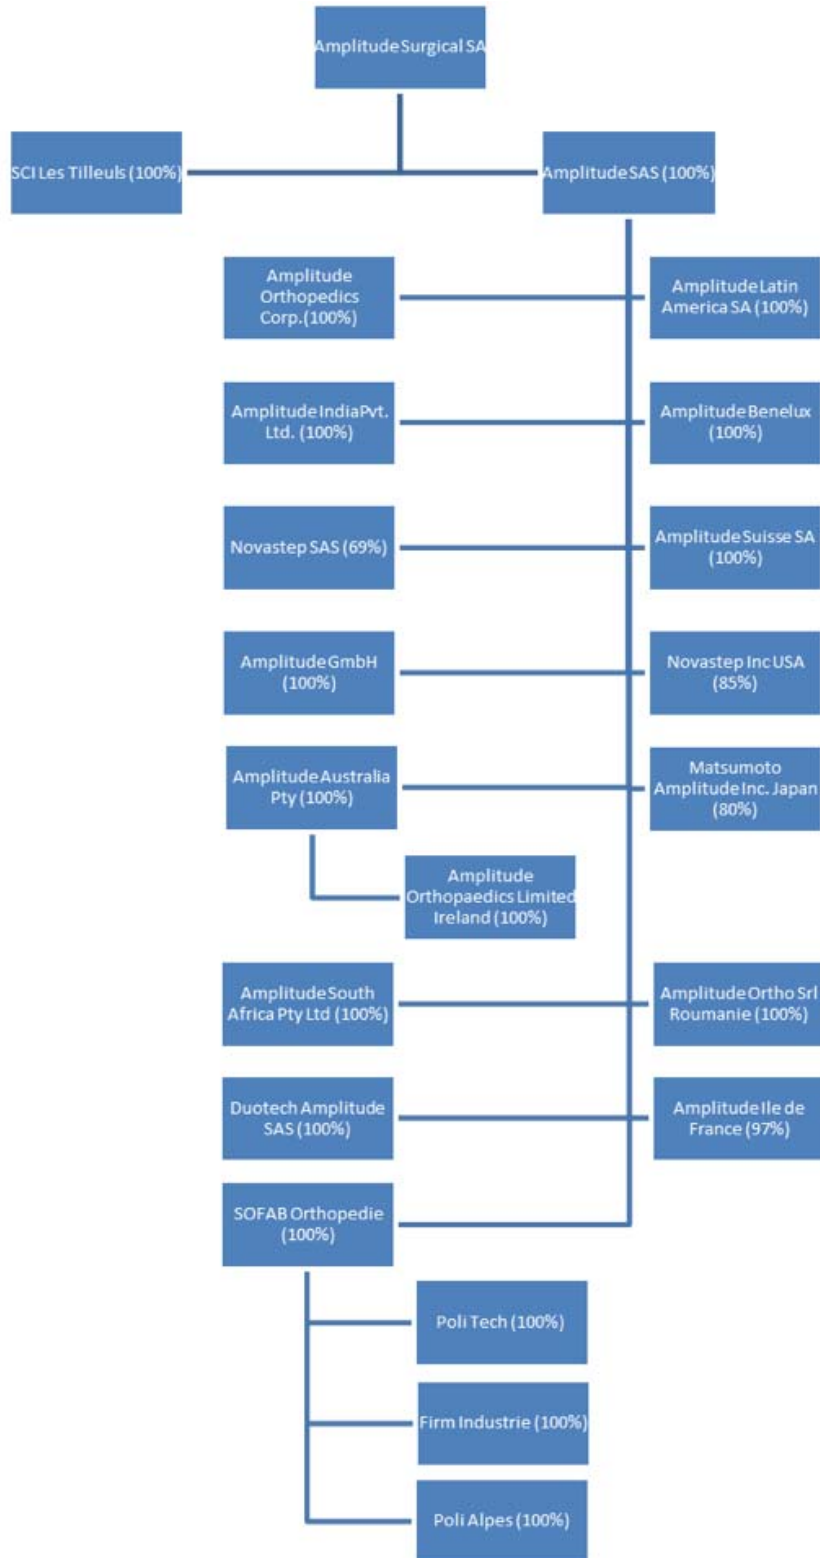 Amplitude Surgical SA
SCI Les Tilleuls (100%)
Amplitude SAS (100%)
Amplitude
Orthopedics
Corp.(100%)
Amplitude Latin
America SA (100%)
Amplitude India Pvt.
Ltd. (100%)
Amplitude Benelux
(100%)
Novastep SAS (69%)
Amplitude Suisse SA
(100%)
Amplitude GmbH
(100%)
Novastep Inc USA
(85%)
Amplitude Australia
Pty (100%)
Matsumoto
Amplitude Inc. Japan
(80%)
Amplitude
Orthopaedics Limited
Ireland (100%)
Amplitude South
Africa Pty Ltd (100%)
Amplitude Ortho Srl
Roumanie (100%)
Duotech Amplitude
SAS (100%)
Amplitude Ile de
France (97%)
SOFAB Orthopedie
(100%)
Poli Tech (100%)
Firm Industrie (100%)
Poli Alpes (100%)